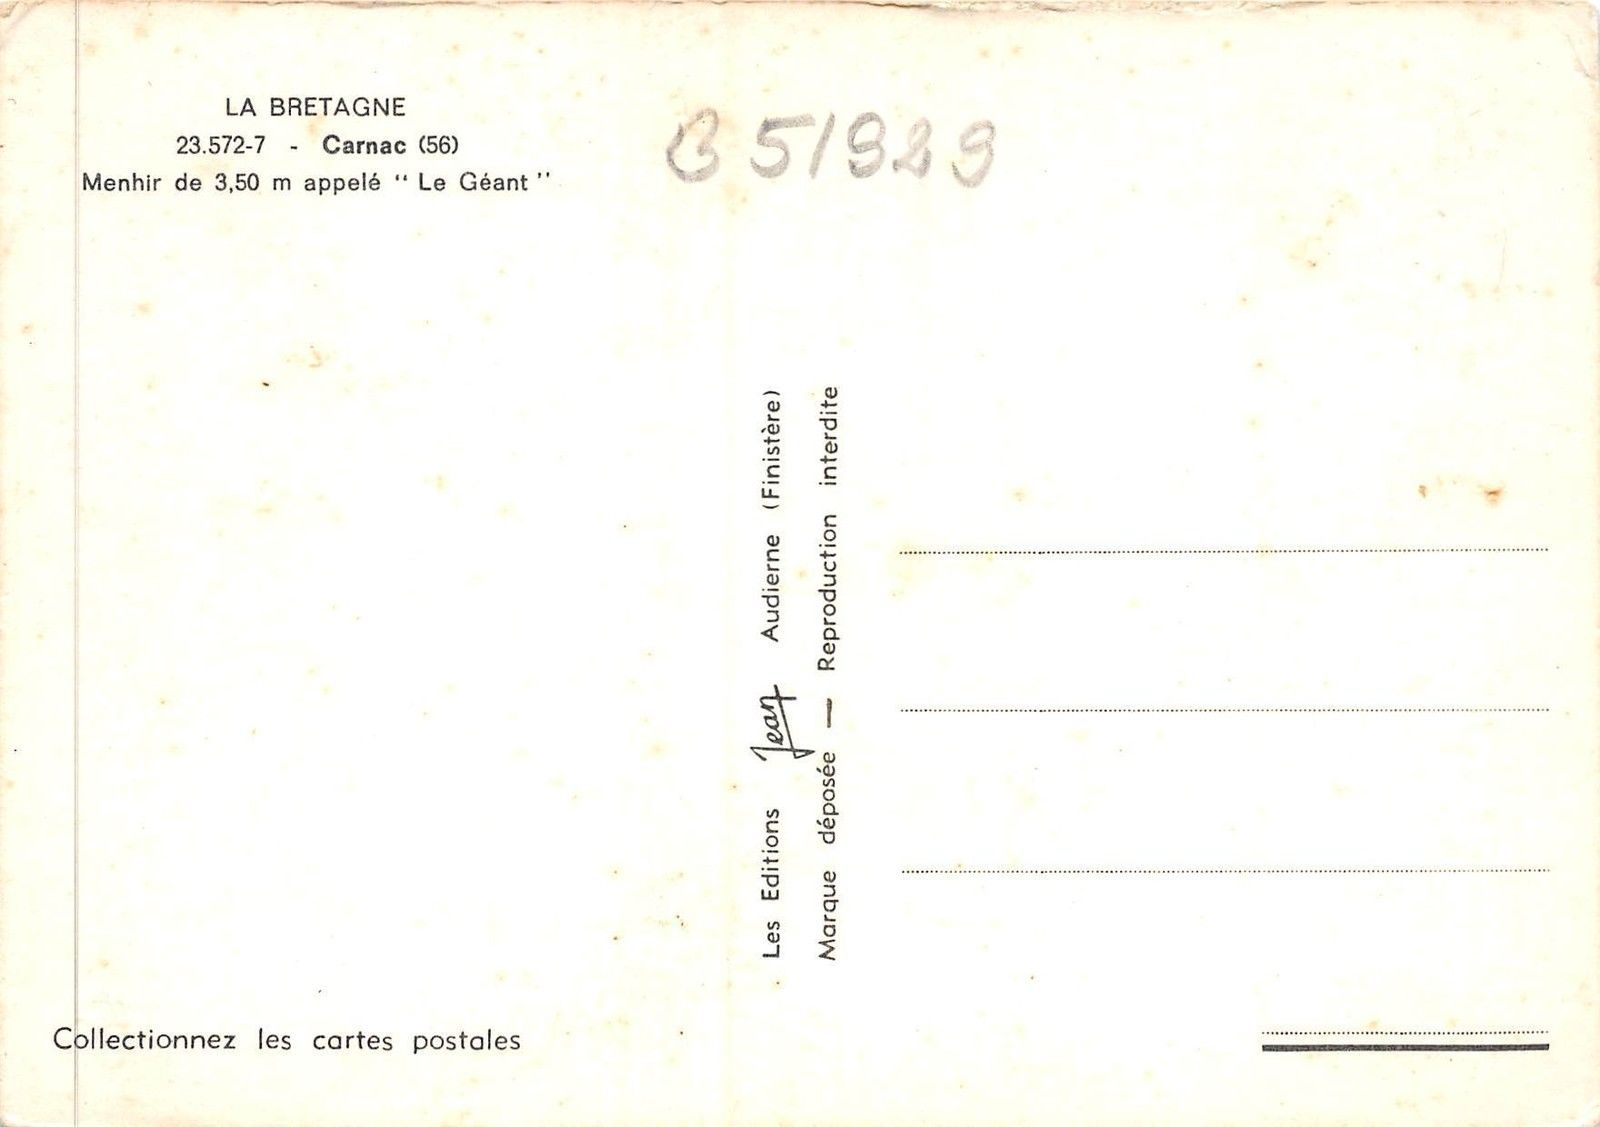 LA BRETAGNE
23.572-7 - Carnac (56)
Menhir de 3,50 m appelé “ Le Géant ”
B 51929
Les Editions Jean Audierne (Finistère)
Marque déposée — Reproduction interdite
Collectionnez les cartes postales